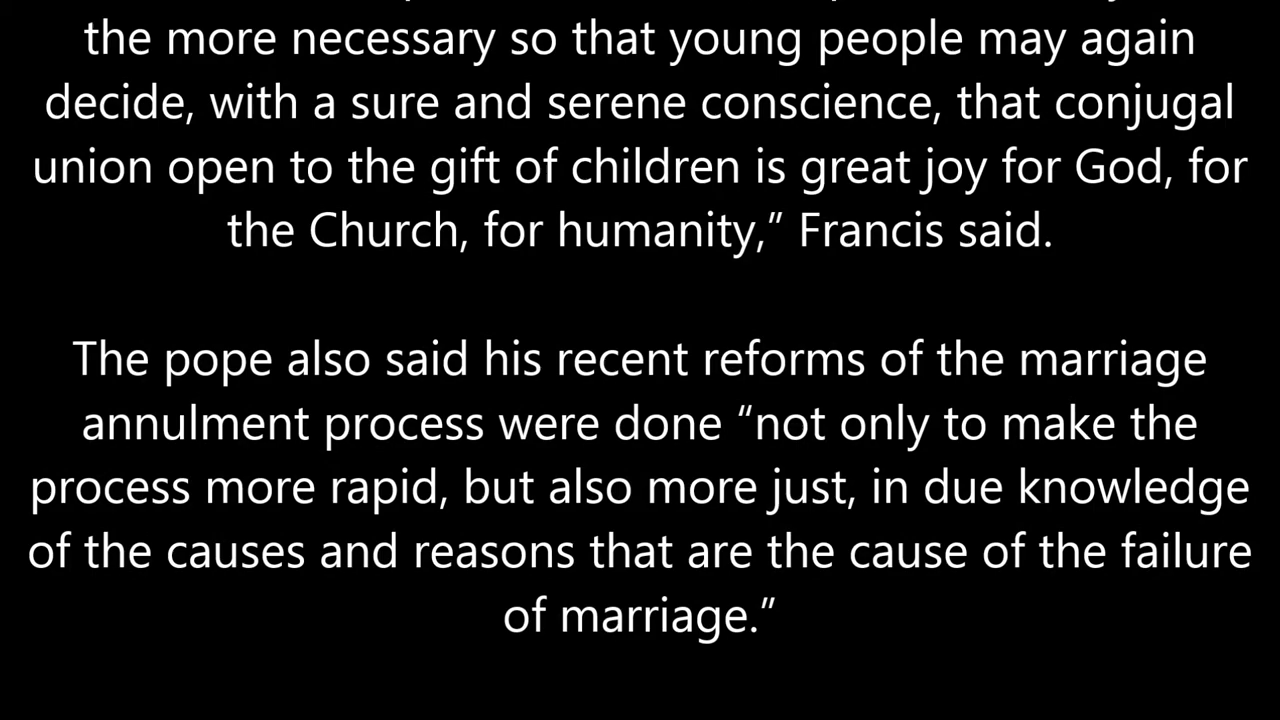 the more necessary so that young people may again
decide, with a sure and serene conscience, that conjugal
union open to the gift of children is great joy for God, for
the Church, for humanity,” Francis said.
The pope also said his recent reforms of the marriage
annulment process were done “not only to make the
process more rapid, but also more just, in due knowledge
of the causes and reasons that are the cause of the failure
of marriage.”